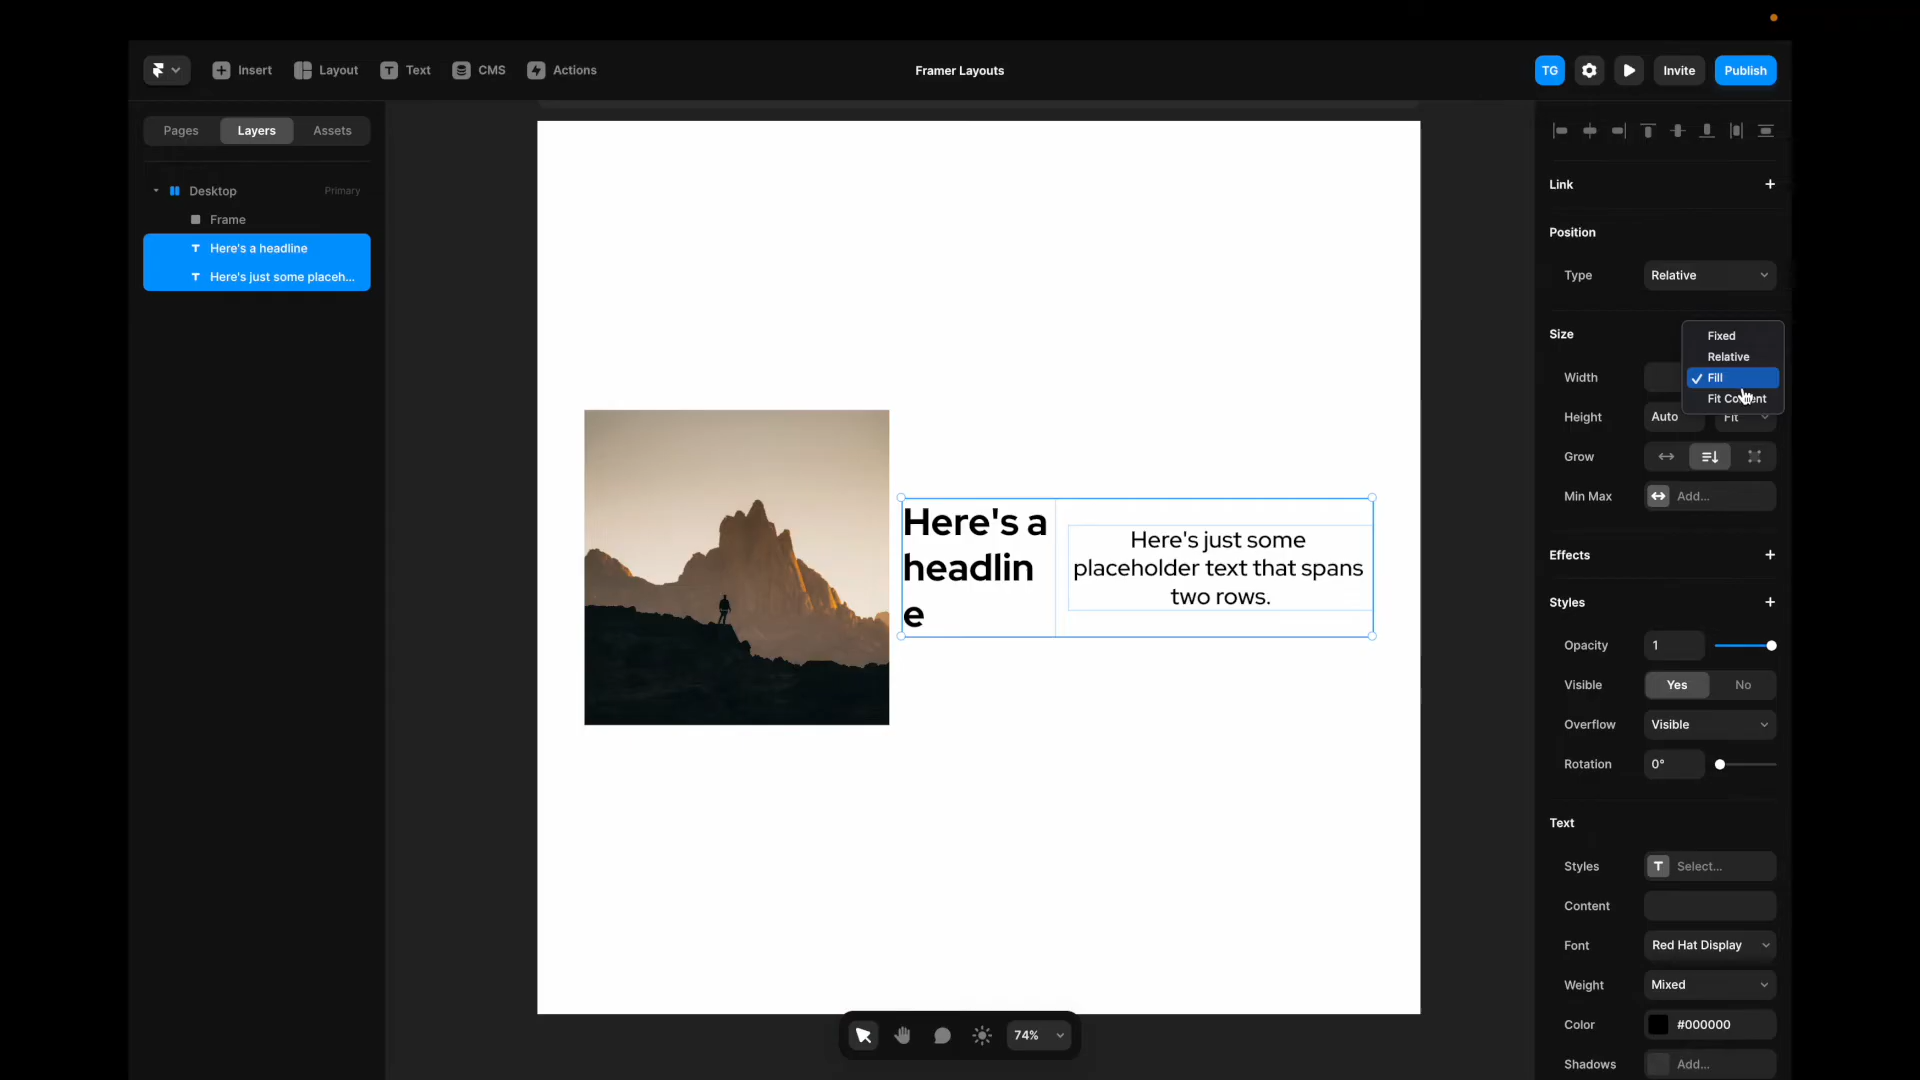 Insert
Layout
Text
CMS
Actions
Framer Layouts
TG
Invite
Publish
Pages
Layers
Assets
Desktop
Primary
Frame
Here's a headline
Here's just some placeh...
Here's a
headlin
e
Here's just some
placeholder text that spans
two rows.
74%
Link
Position
Type
Relative
Size
Fixed
Relative
Fill
Fit Content
Width
Height
Auto
Fit
Grow
Min Max
Add...
Effects
Styles
Opacity
1
Visible
Yes
No
Overflow
Visible
Rotation
0°
Text
Styles
Select...
Content
Font
Red Hat Display
Weight
Mixed
Color
#000000
Shadows
Add...